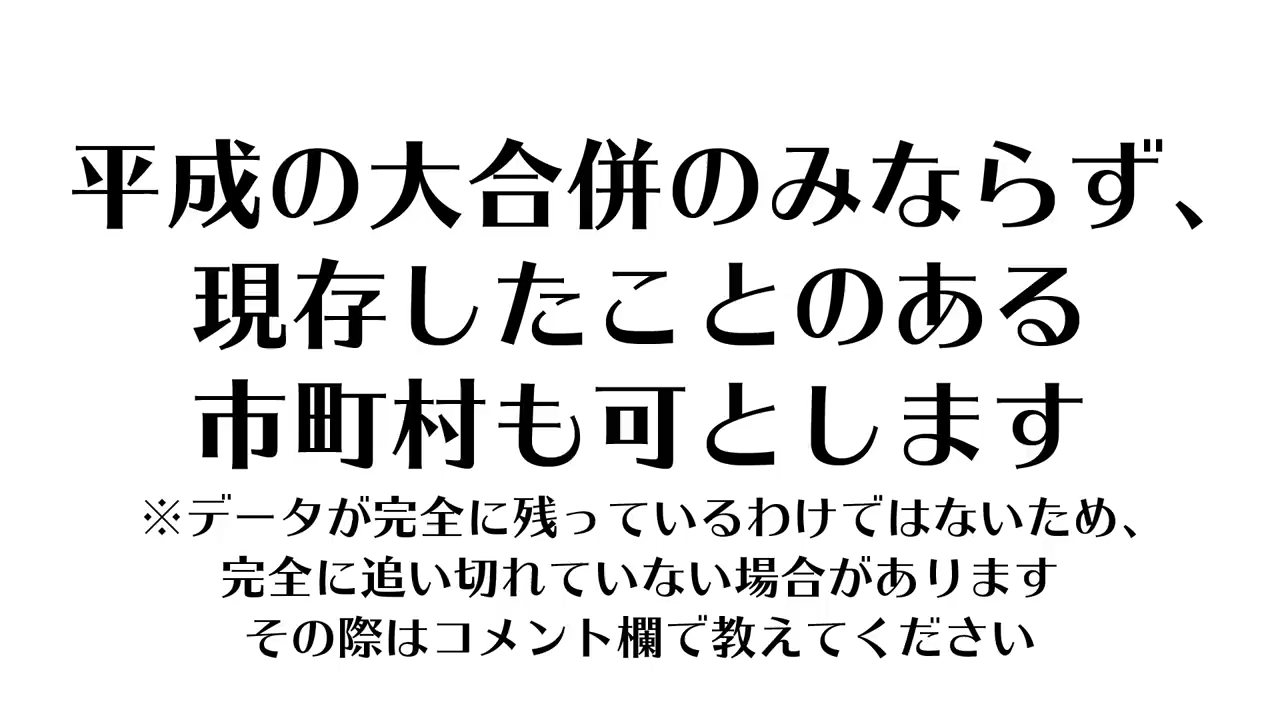 平成の大合併のみならず、
現存したことのある
市町村も可とします
※データが完全に残っているわけではないため、
完全に追い切れていない場合があります
その際はコメント欄で教えてください